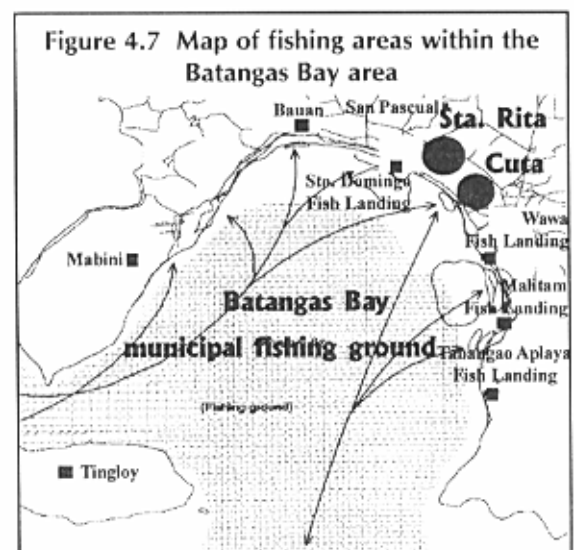 Figure 4.7 Map of fishing areas within the
Batangas Bay area
Bauan
San Pascuala
Sta. Rita
Cuta
Sto. Domingo
Fish Landing
Wawa
Fish Landing
Mabini
Malitam
Fish Landing
Batangas Bay
municipal fishing ground
(Fishing ground)
Tabangao Aplaya
Fish Landing
Tingloy